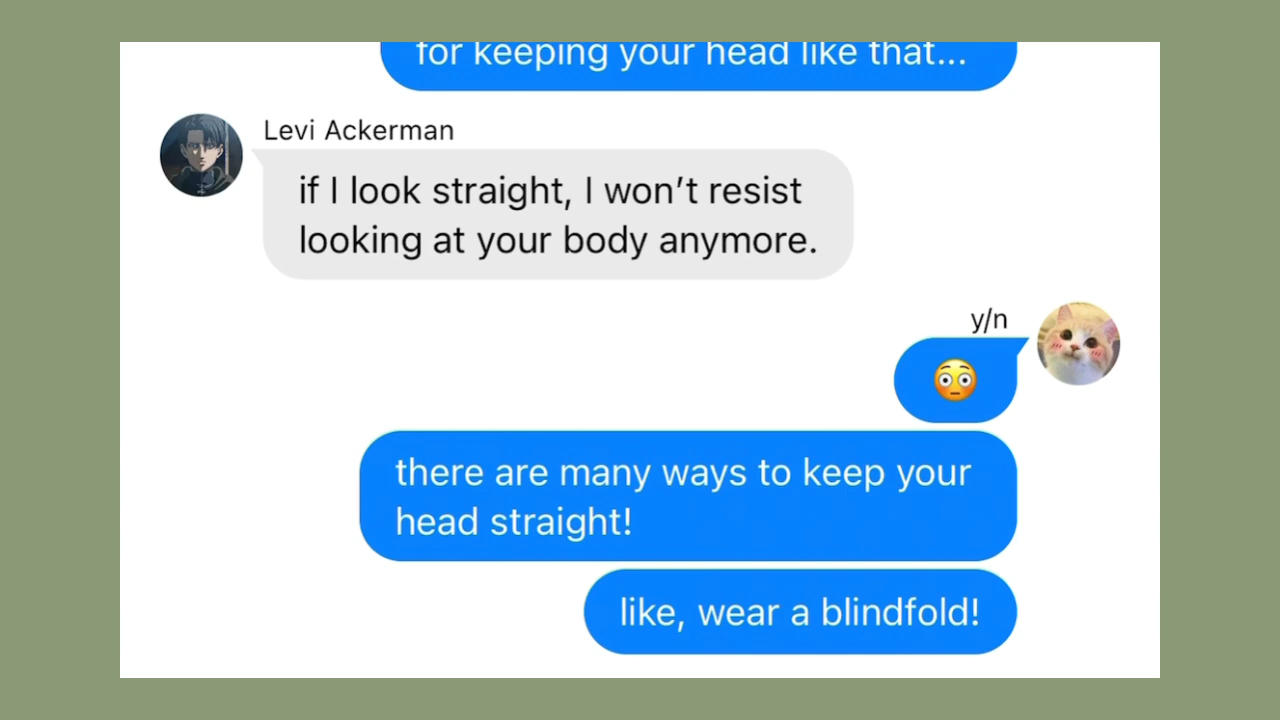 for keeping your head like that...
Levi Ackerman
if I look straight, I won’t resist
looking at your body anymore.
y/n
😳
there are many ways to keep your
head straight!
like, wear a blindfold!